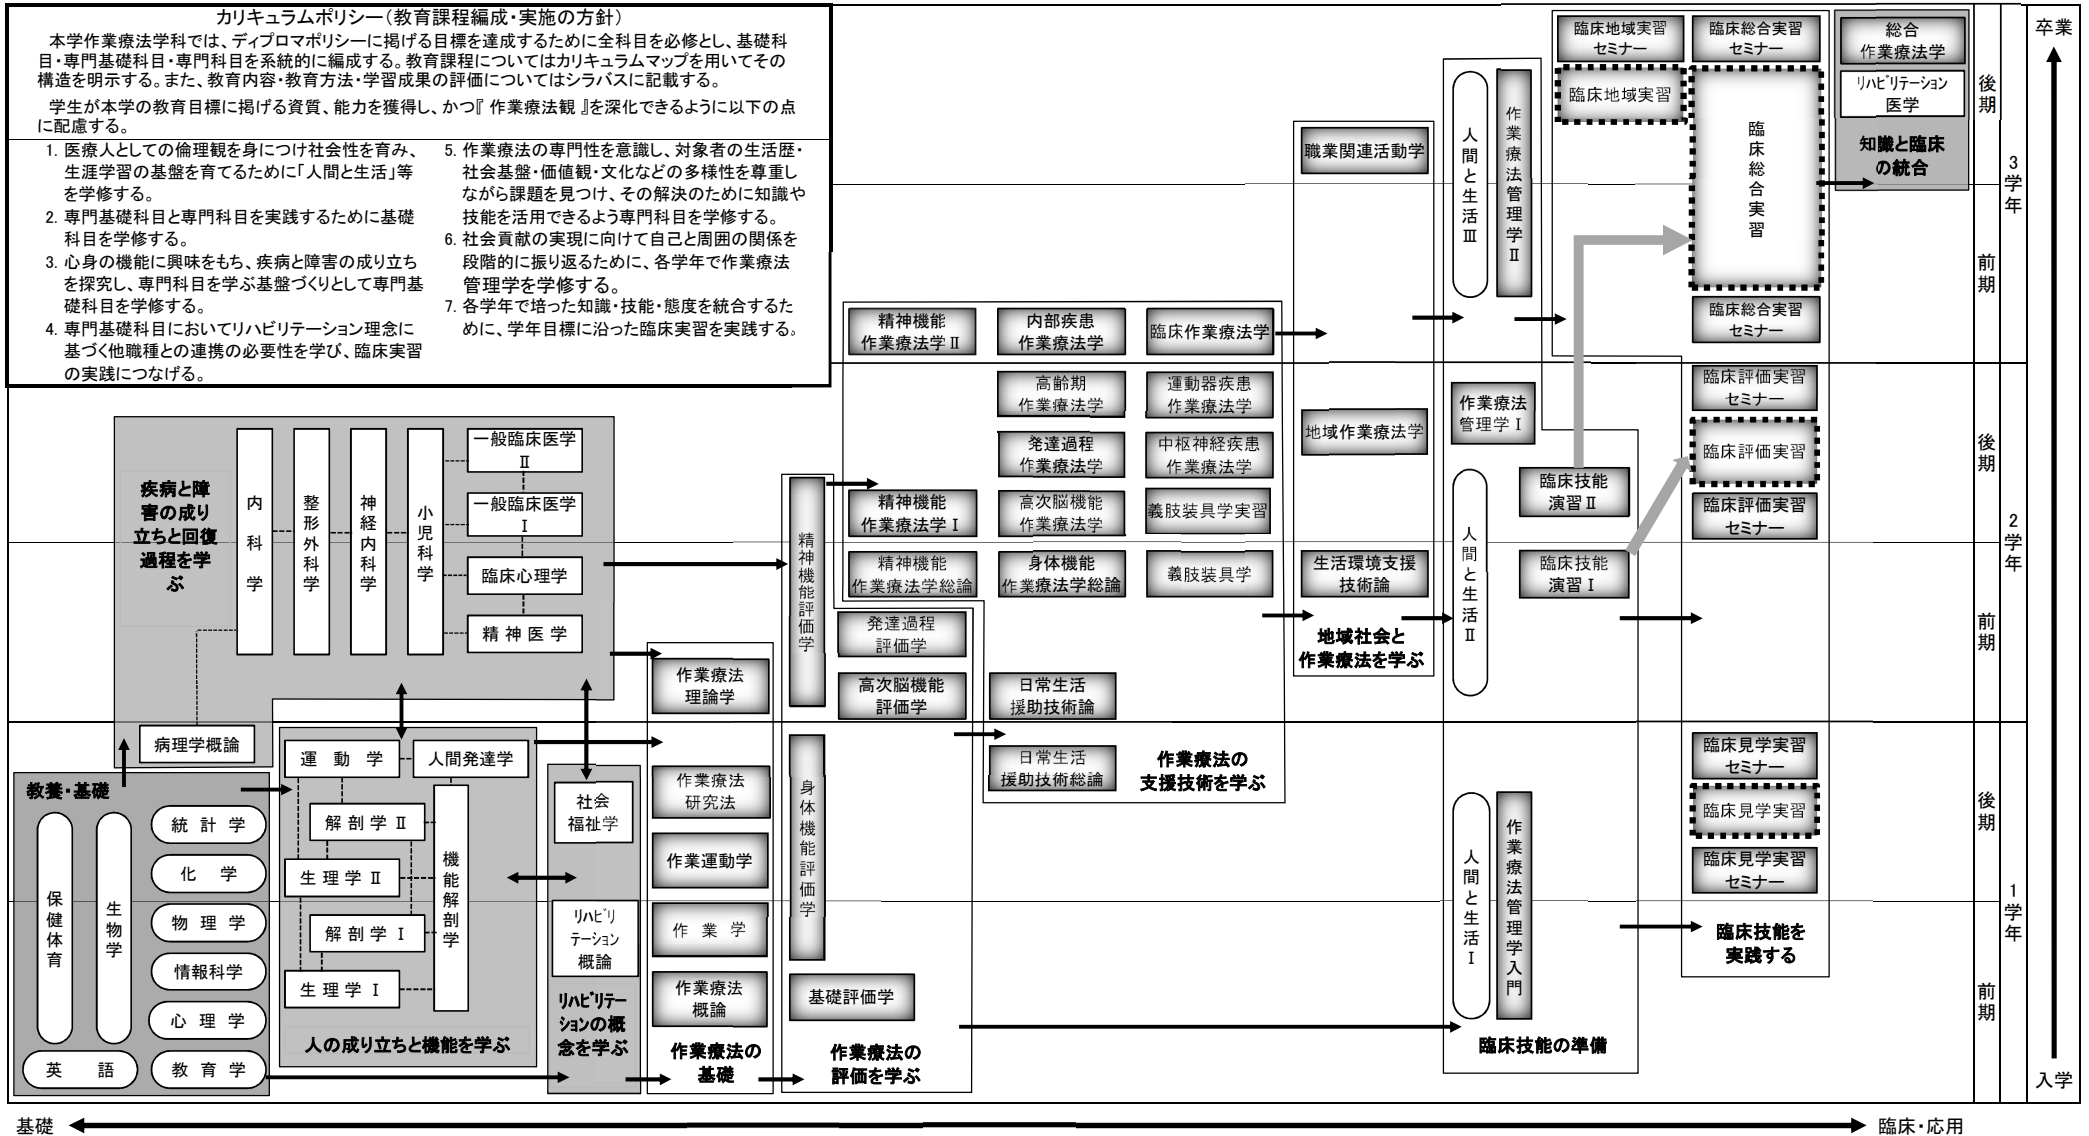 カリキュラムポリシー（教育課程編成・実施の方針）
本学作業療法学科では、ディプロマポリシーに掲げる目標を達成するために全科目を必修とし、基礎科
目・専門基礎科目・専門科目を系統的に編成する。教育課程についてはカリキュラムマップを用いてその
構造を明示する。また、教育内容・教育方法・学習成果の評価についてはシラバスに記載する。
学生が本学の教育目標に掲げる資質、能力を獲得し、かつ『 作業療法観 』を深化できるように以下の点
に配慮する。
1. 医療人としての倫理観を身につけ社会性を育み、
生涯学習の基盤を育てるために「人間と生活」等
を学修する。
2. 専門基礎科目と専門科目を実践するために基礎
科目を学修する。
3. 心身の機能に興味をもち、疾病と障害の成り立ち
を探究し、専門科目を学ぶ基盤づくりとして専門基
礎科目を学修する。
4. 専門基礎科目においてリハビリテーション理念に
基づく他職種との連携の必要性を学び、臨床実習
の実践につなげる。
5. 作業療法の専門性を意識し、対象者の生活歴・
社会基盤・価値観・文化などの多様性を尊重し
ながら課題を見つけ、その解決のために知識や
技能を活用できるよう専門科目を学修する。
6. 社会貢献の実現に向けて自己と周囲の関係を
段階的に振り返るために、各学年で作業療法
管理学を学修する。
7. 各学年で培った知識・技能・態度を統合するた
めに、学年目標に沿った臨床実習を実践する。
疾病と障
害の成り
立ちと回復
過程を学
ぶ
内科学
整形外科学
神経内科学
小児科学
一般臨床医学
Ⅱ
一般臨床医学
Ⅰ
臨床心理学
精神医学
病理学概論
教養・基礎
保健体育
生物学
統計学
化学
物理学
情報科学
心理学
教育学
英語
運動学
人間発達学
解剖学Ⅱ
生理学Ⅱ
解剖学Ⅰ
生理学Ⅰ
機能解剖学
人の成り立ちと機能を学ぶ
社会
福祉学
リハビリ
テーション
概論
リハビリテー
ションの概
念を学ぶ
作業療法
理論学
作業療法
研究法
作業運動学
作業学
作業療法
概論
作業療法の
基礎
精神機能評価学
発達過程
評価学
高次脳機能
評価学
身体機能評価学
基礎評価学
作業療法の
評価を学ぶ
精神機能
作業療法学Ⅱ
内部疾患
作業療法学
臨床作業療法学
高齢期
作業療法学
運動器疾患
作業療法学
発達過程
作業療法学
中枢神経疾患
作業療法学
精神機能
作業療法学Ⅰ
高次脳機能
作業療法学
義肢装具学実習
精神機能
作業療法学総論
身体機能
作業療法学総論
義肢装具学
日常生活
援助技術論
日常生活
援助技術総論
作業療法の
支援技術を学ぶ
職業関連活動学
地域作業療法学
生活環境支援
技術論
地域社会と
作業療法を学ぶ
人間と生活Ⅲ
作業療法管理学Ⅱ
作業療法
管理学Ⅰ
人間と生活Ⅱ
臨床技能
演習Ⅱ
臨床技能
演習Ⅰ
人間と生活Ⅰ
作業療法管理学入門
臨床技能の準備
臨床地域実習
セミナー
臨床地域実習
臨床総合実習
セミナー
臨床総合実習
臨床総合実習
セミナー
臨床評価実習
セミナー
臨床評価実習
臨床評価実習
セミナー
臨床見学実習
セミナー
臨床見学実習
臨床見学実習
セミナー
臨床技能を
実践する
総合
作業療法学
リハビリテーション
医学
知識と臨床
の統合
後期
前期
3学年
後期
前期
2学年
後期
前期
1学年
卒業
入学
基礎
臨床・応用